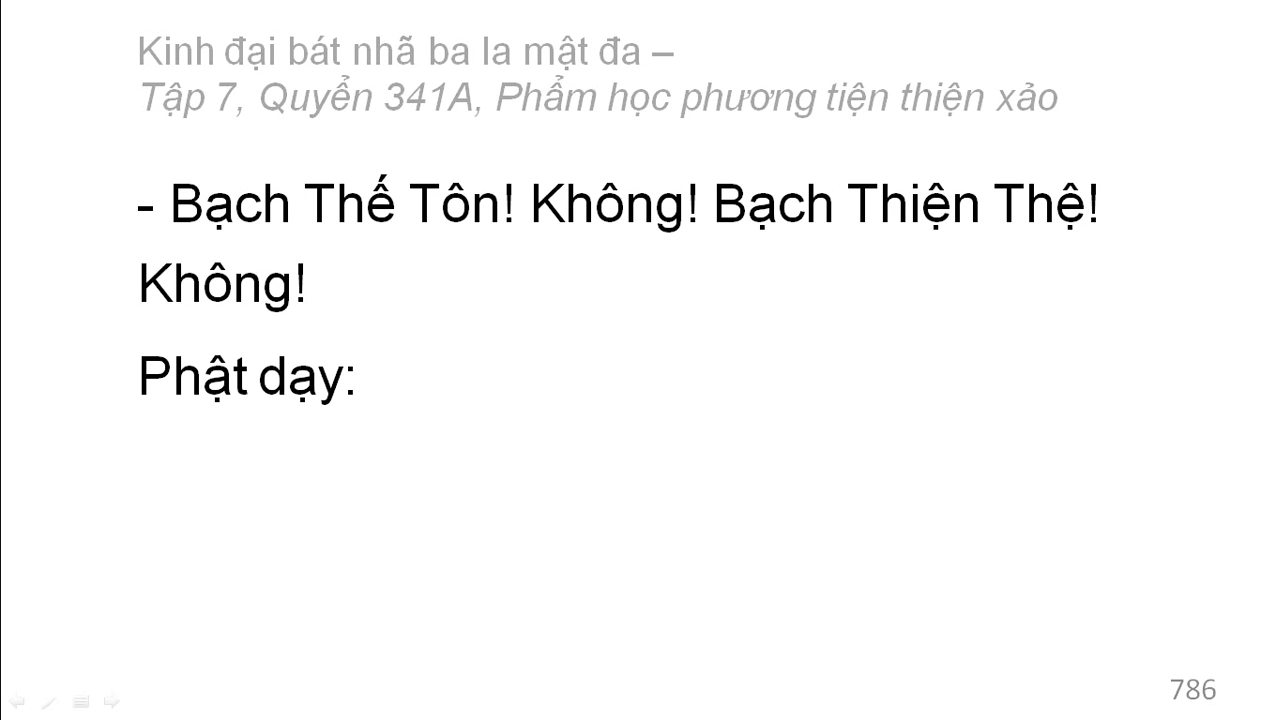 Kinh đại bát nhã ba la mật đa –
Tập 7, Quyển 341A, Phẩm học phương tiện thiện xảo
- Bạch Thế Tôn! Không! Bạch Thiện Thệ!
Không!
Phật dạy:
786